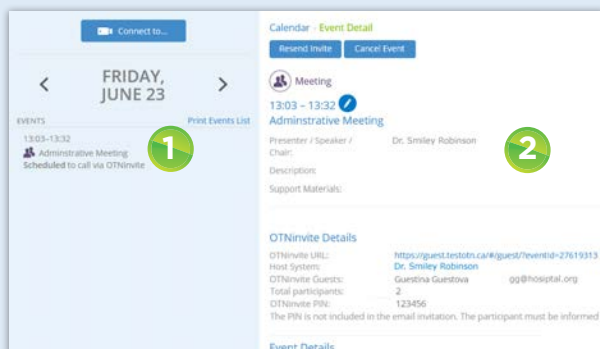 Connect to...
FRIDAY,
JUNE 23
EVENTS
Print Events List
13:03-13:32
Adminstrative Meeting
Scheduled to call via OTNinvite
1
Calendar - Event Detail
Resend Invite
Cancel Event
Meeting
13:03 – 13:32
Adminstrative Meeting
Presenter / Speaker /
Chair:
Dr. Smiley Robinson
2
Description:
Support Materials:
OTNinvite Details
OTNinvite URL: https://guest.testotn.ca/#/guest/?eventid=27619313
Host System: Dr. Smiley Robinson
OTNinvite Guests: Guestina Guestova gg@hosiptal.org
Total participants: 2
OTNinvite PIN: 123456
The PIN is not included in the email invitation. The participant must be informed
Event Details